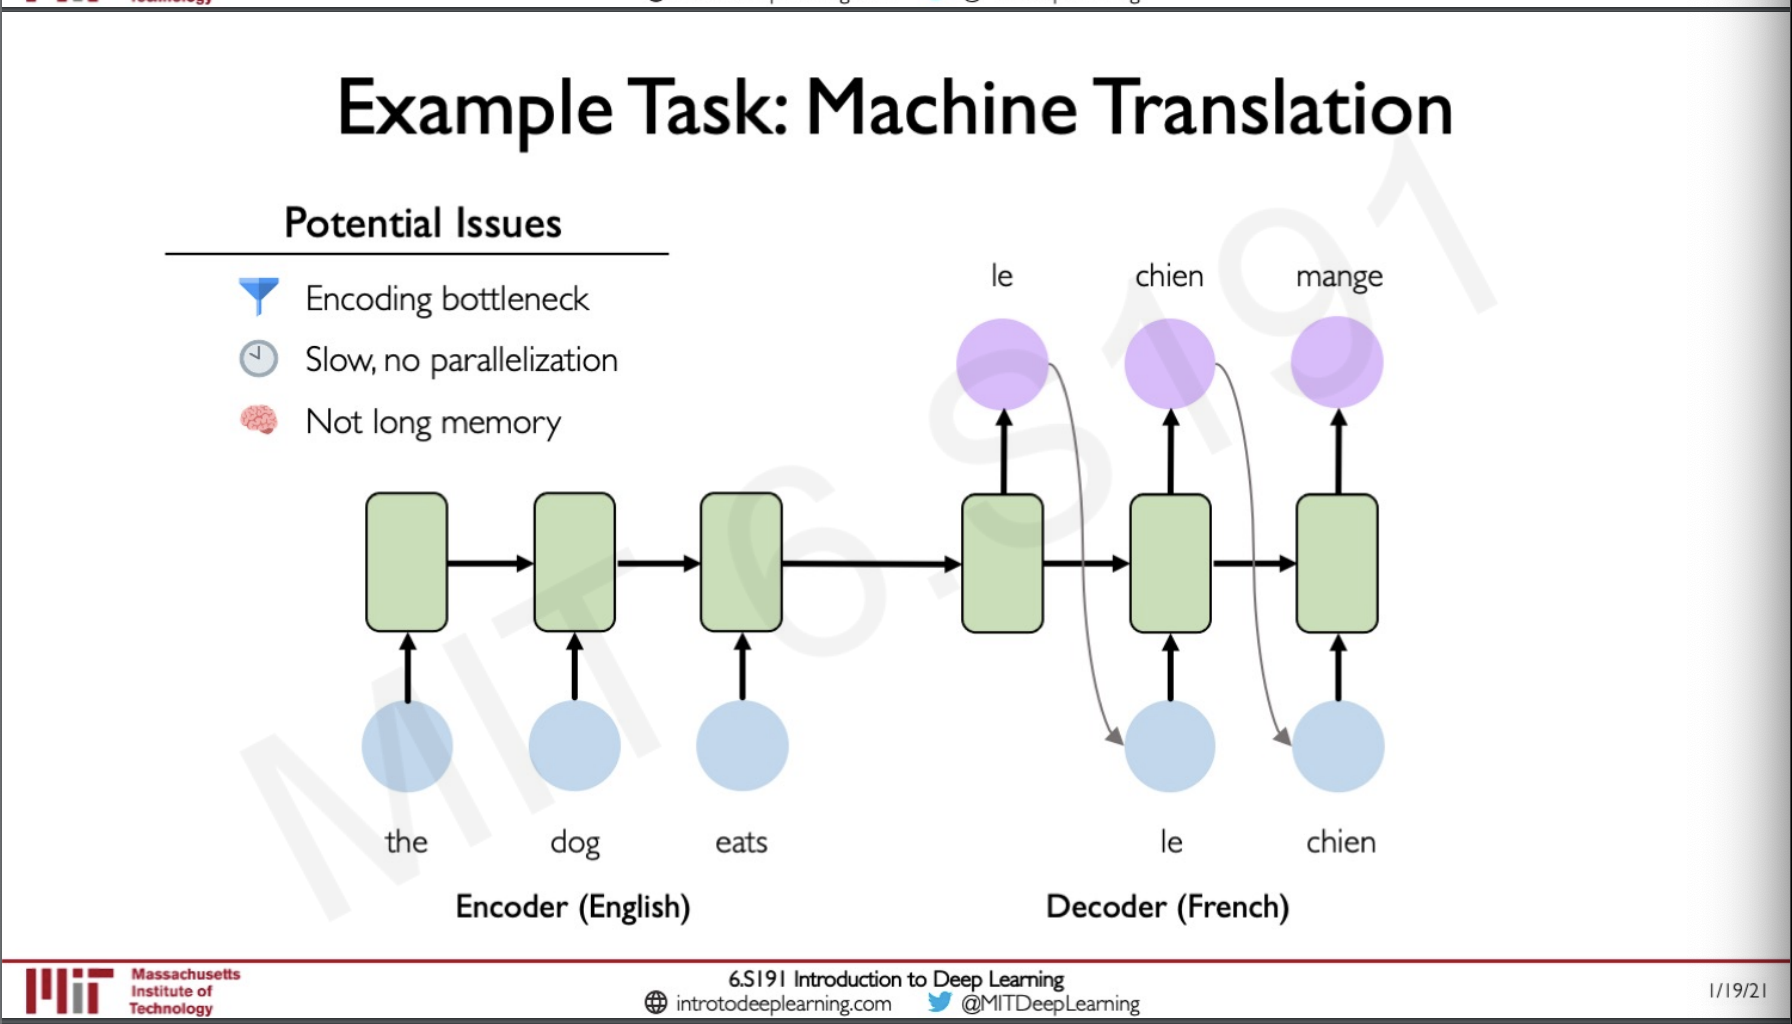 Technology
Example Task: Machine Translation
Potential Issues
Encoding bottleneck
Slow, no parallelization
Not long memory
le chien mange
the dog eats
le chien
Encoder (English)
Decoder (French)
MIT 6.S191
Massachusetts
Institute of
Technology
6.S191 Introduction to Deep Learning
introtodeeplearning.com @MITDeepLearning
1/19/21